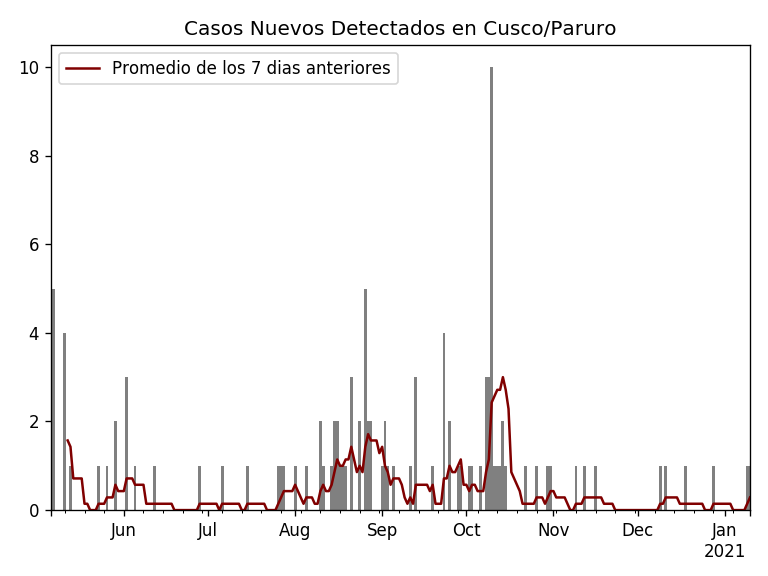 Casos Nuevos Detectados en Cusco/Paruro
Promedio de los 7 dias anteriores
10
8
6
4
2
0
Jun
Jul
Aug
Sep
Oct
Nov
Dec
Jan
2021